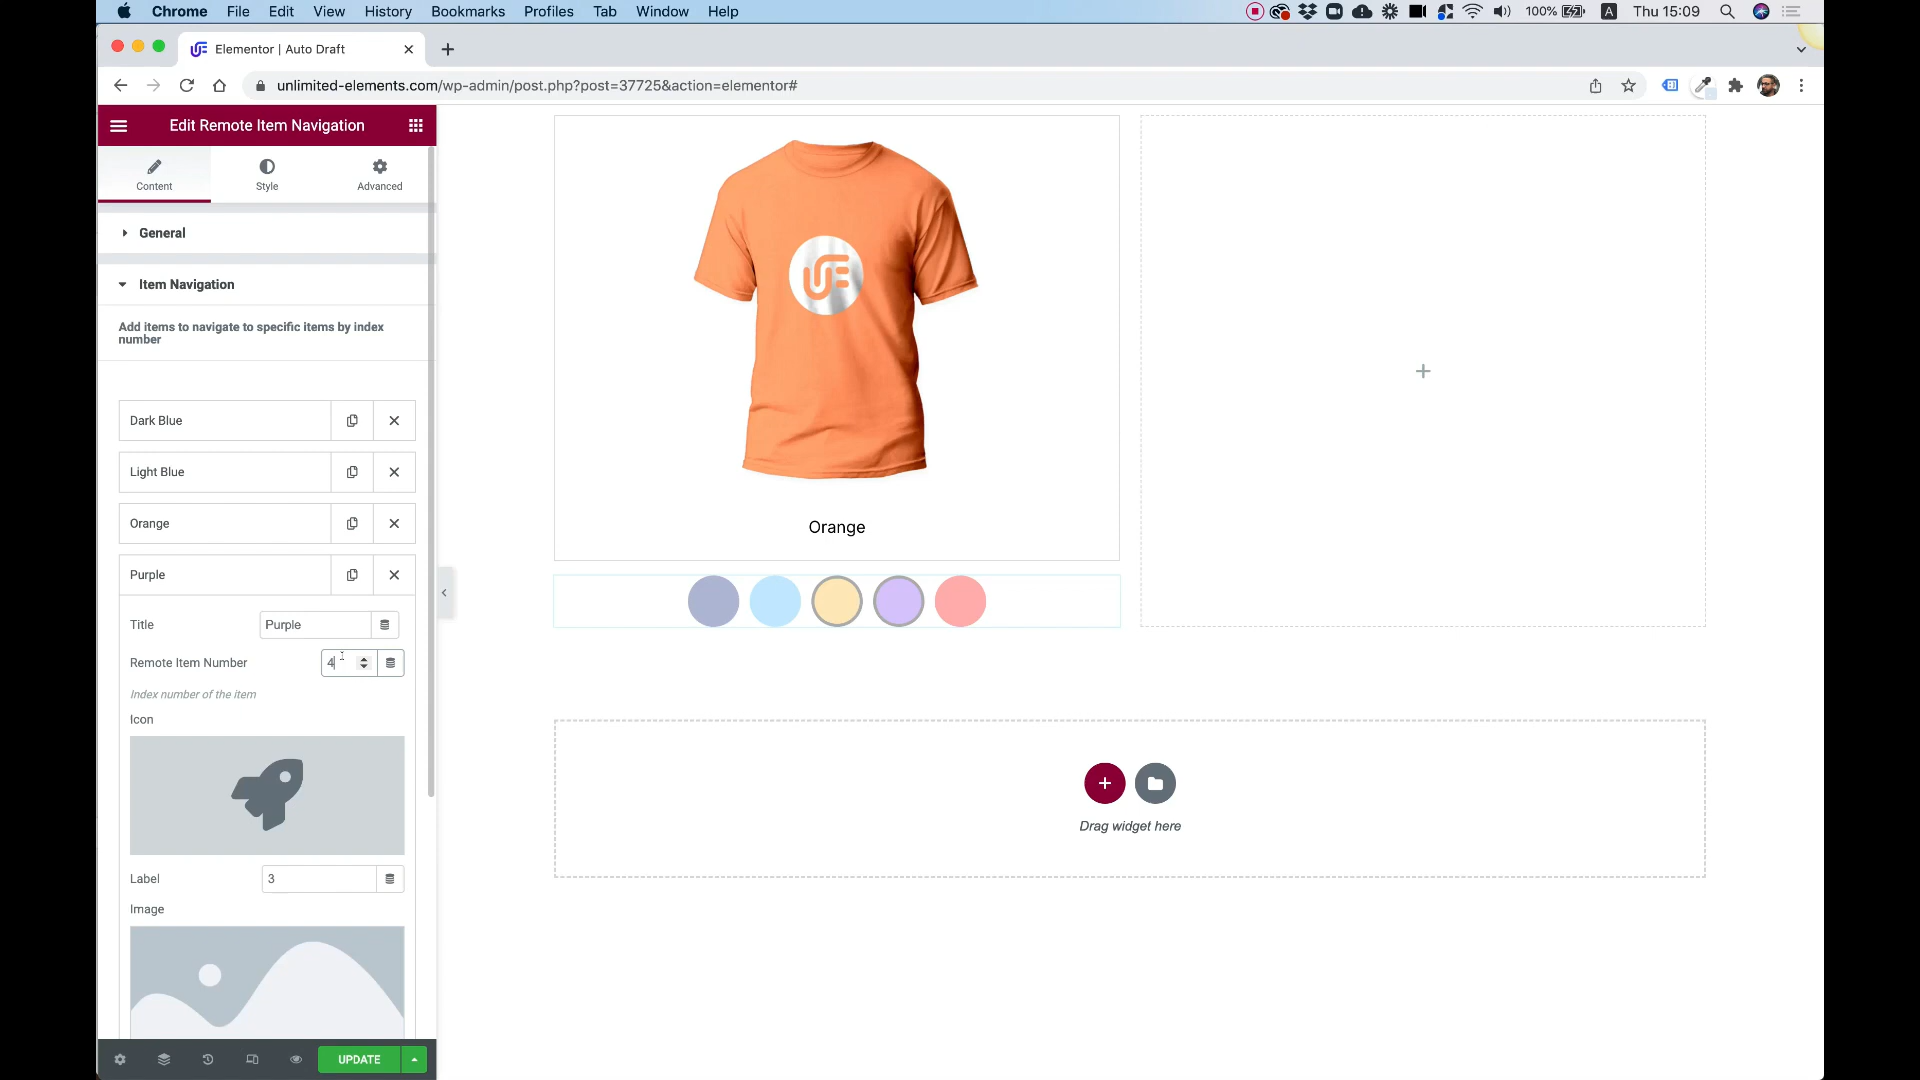 Chrome File Edit View History Bookmarks Profiles Tab Window Help
100% A Thu 15:09
Elementor | Auto Draft
unlimited-elements.com/wp-admin/post.php?post=37725&action=elementor#
Edit Remote Item Navigation
Content Style Advanced
General
Item Navigation
Add items to navigate to specific items by index
number
Dark Blue
Light Blue
Orange
Purple
Title Purple
Remote Item Number 4
Index number of the item
Icon
Label 3
Image
UPDATE
Orange
Drag widget here